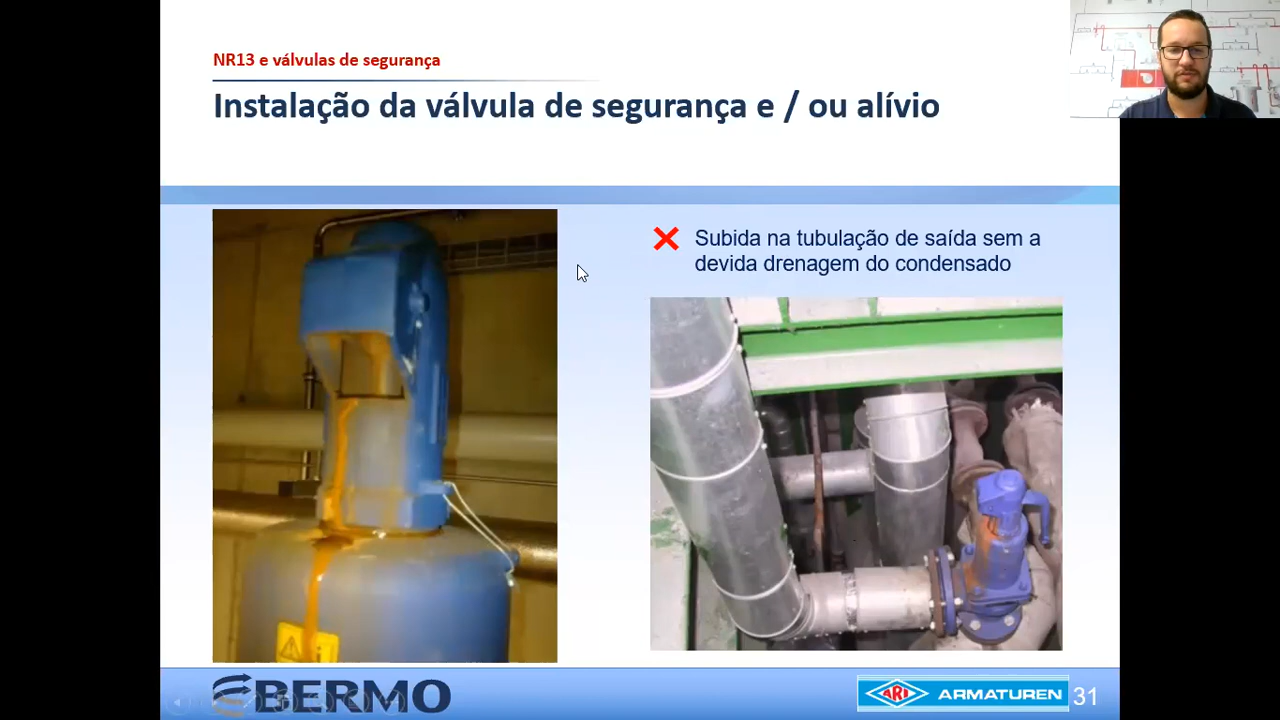 NR13 e válvulas de segurança
Instalação da válvula de segurança e / ou alívio
Subida na tubulação de saída sem a
devida drenagem do condensado
BERMO
ARI ARMATUREN
31